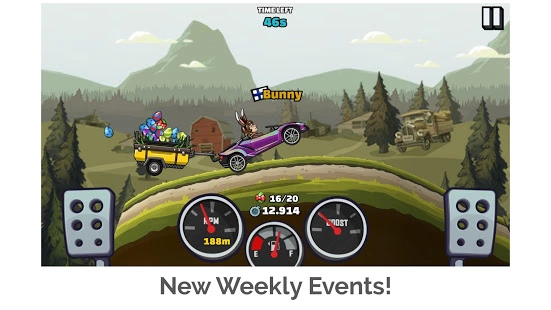 TIME LEFT
46s
Bunny
16/20
12.914
RPM
BOOST
188m
E F
New Weekly Events!